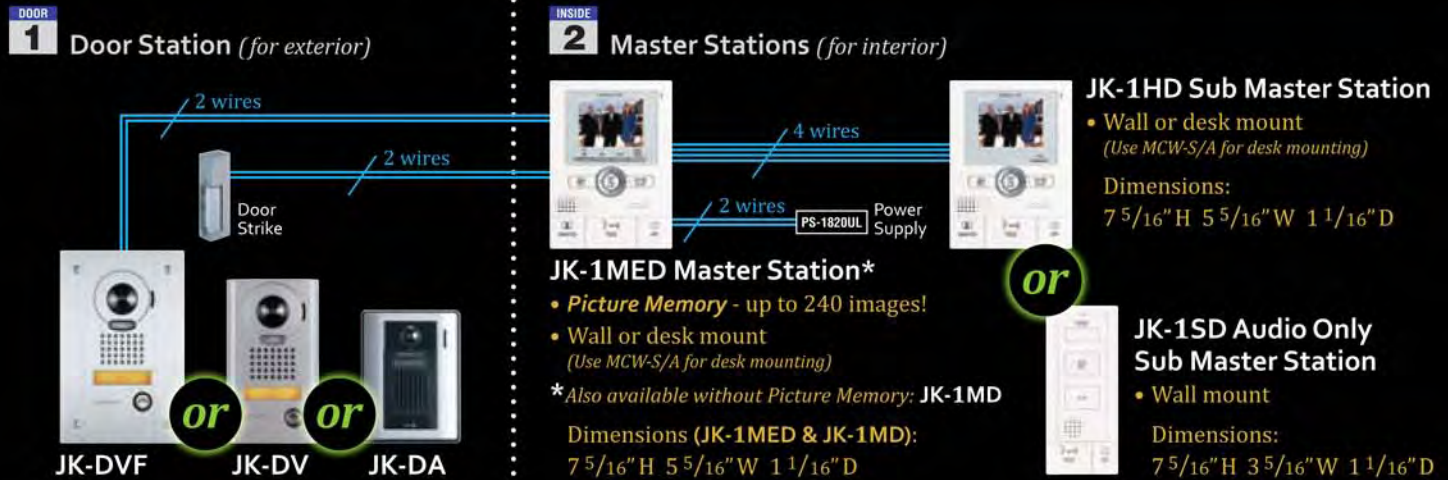 DOOR
1
Door Station (for exterior)
2 wires
2 wires
Door
Strike
or
or
JK-DVF
JK-DV
JK-DA
INSIDE
2
Master Stations (for interior)
4 wires
2 wires
PS-1820UL
Power
Supply
JK-1MED Master Station*
• Picture Memory - up to 240 images!
• Wall or desk mount
(Use MCW-S/A for desk mounting)
*Also available without Picture Memory: JK-1MD
Dimensions (JK-1MED & JK-1MD):
7 5/16"H 5 5/16"W 1 1/16"D
JK-1HD Sub Master Station
• Wall or desk mount
(Use MCW-S/A for desk mounting)
Dimensions:
7 5/16"H 5 5/16"W 1 1/16"D
or
JK-1SD Audio Only
Sub Master Station
• Wall mount
Dimensions:
7 5/16"H 3 5/16"W 1 1/16"D